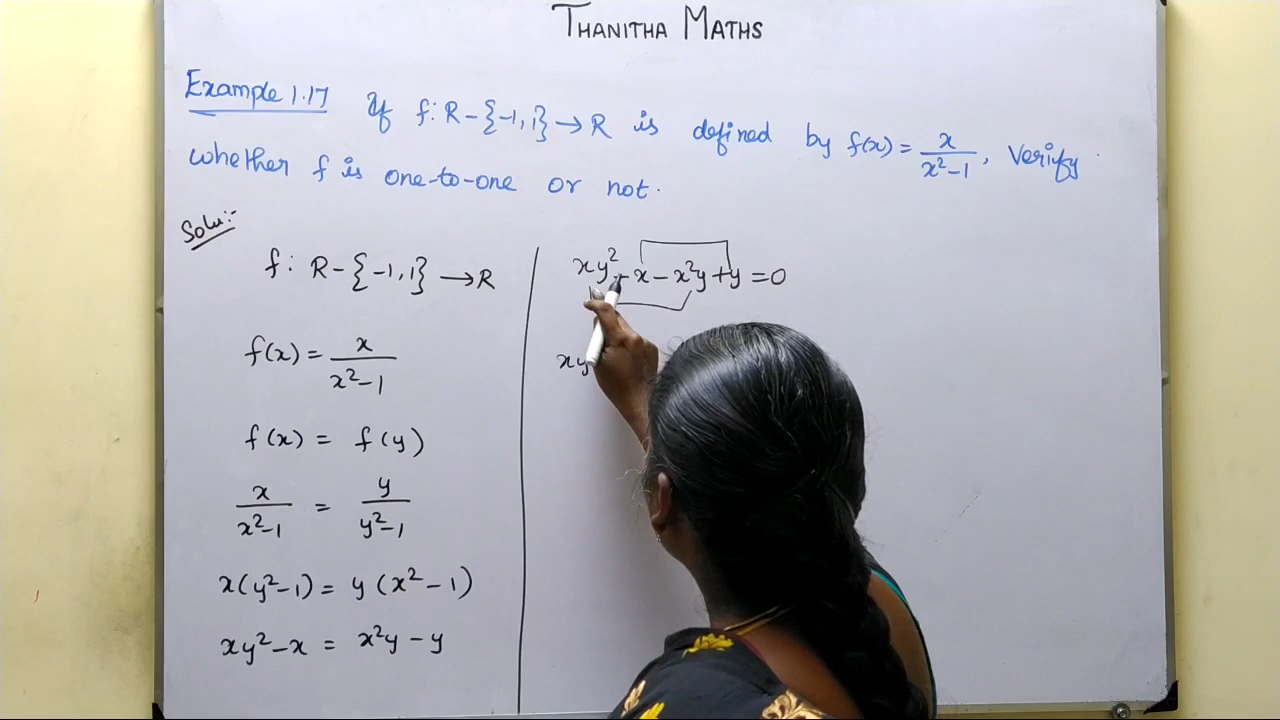 THANITHA MATHS
Example 1.17 If f: R - {-1, 1} → R is defined by f(x) = x/(x²-1), Verify
whether f is one-to-one or not.
Solu:-
f: R - {-1, 1} → R
f(x) = x/(x²-1)
f(x) = f(y)
x/(x²-1) = y/(y²-1)
x(y²-1) = y(x²-1)
xy²-x = x²y-y
xy²-x-x²y+y=0
xy